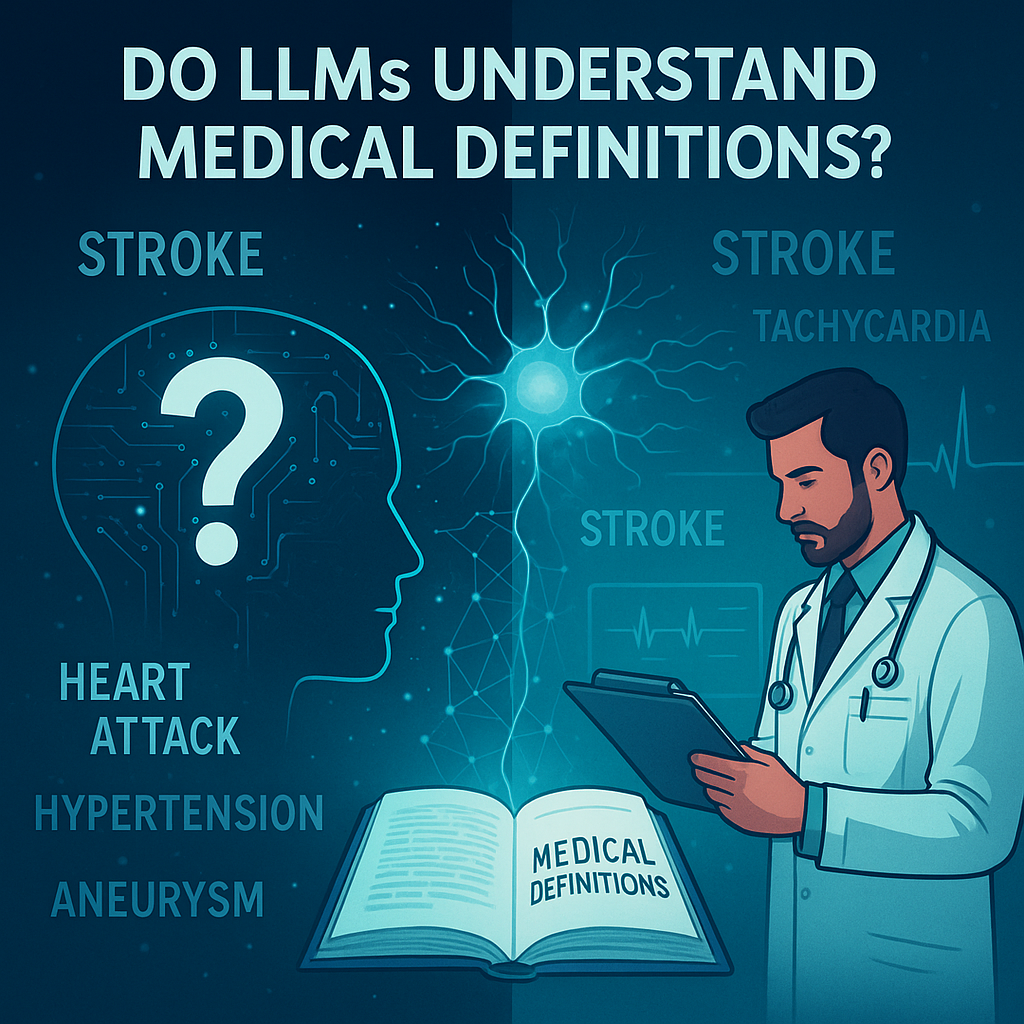 DO LLMs UNDERSTAND
MEDICAL DEFINITIONS?
STROKE
STROKE
TACHYCARDIA
STROKE
HEART
ATTACK
HYPERTENSION
ANEURYSM
MEDICAL
DEFINITIONS